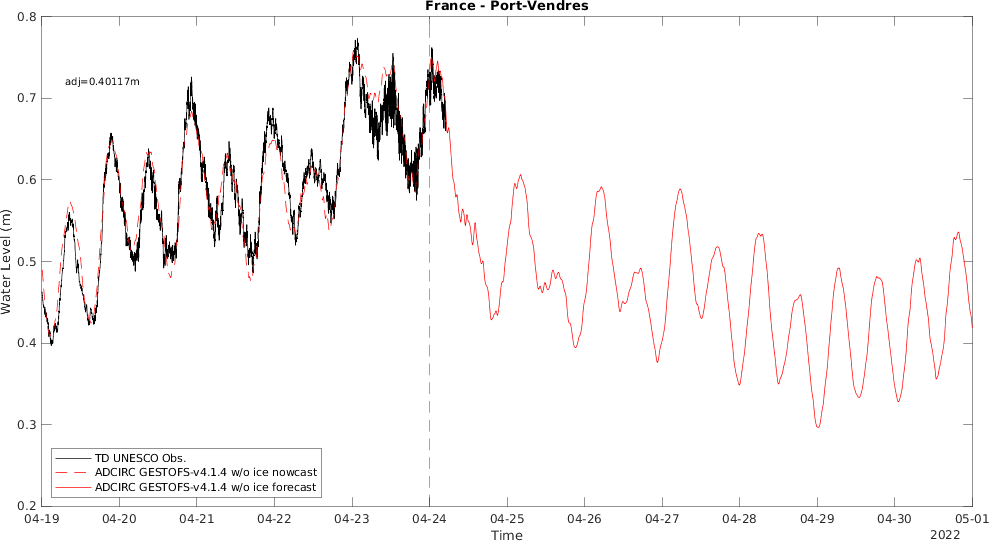 France - Port-Vendres
adj=0.40117m
Water Level (m)
0.8
0.7
0.6
0.5
0.4
0.3
0.2
TD UNESCO Obs.
ADCIRC GESTOFS-v4.1.4 w/o ice nowcast
ADCIRC GESTOFS-v4.1.4 w/o ice forecast
04-19 04-20 04-21 04-22 04-23 04-24 04-25 04-26 04-27 04-28 04-29 04-30 05-01
Time
2022